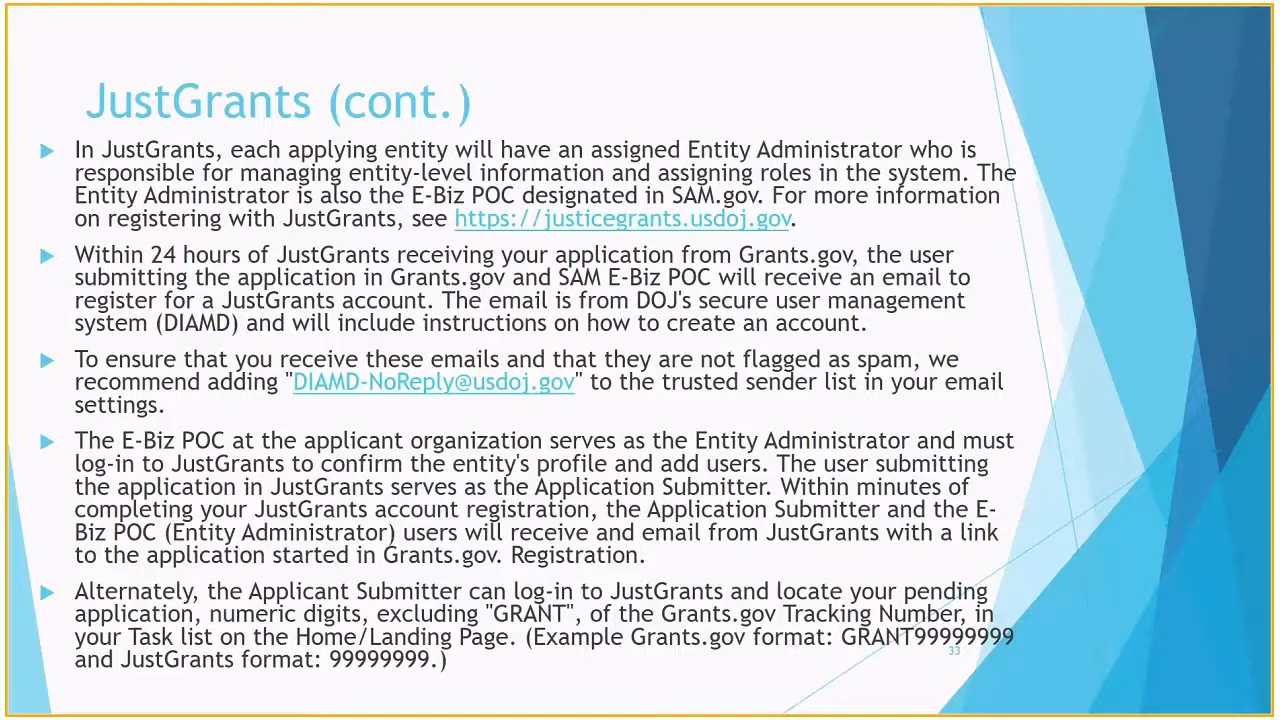 JustGrants (cont.)
In JustGrants, each applying entity will have an assigned Entity Administrator who is
responsible for managing entity-level information and assigning roles in the system. The
Entity Administrator is also the E-Biz POC designated in SAM.gov. For more information
on registering with JustGrants, see https://justicegrants.usdoj.gov.
Within 24 hours of JustGrants receiving your application from Grants.gov, the user
submitting the application in Grants.gov and SAM E-Biz POC will receive an email to
register for a JustGrants account. The email is from DOJ's secure user management
system (DIAMD) and will include instructions on how to create an account.
To ensure that you receive these emails and that they are not flagged as spam, we
recommend adding "DIAMD-NoReply@usdoj.gov" to the trusted sender list in your email
settings.
The E-Biz POC at the applicant organization serves as the Entity Administrator and must
log-in to JustGrants to confirm the entity's profile and add users. The user submitting
the application in JustGrants serves as the Application Submitter. Within minutes of
completing your JustGrants account registration, the Application Submitter and the E-
Biz POC (Entity Administrator) users will receive and email from JustGrants with a link
to the application started in Grants.gov. Registration.
Alternately, the Applicant Submitter can log-in to JustGrants and locate your pending
application, numeric digits, excluding "GRANT", of the Grants.gov Tracking Number, in
your Task list on the Home/Landing Page. (Example Grants.gov format: GRANT99999999
and JustGrants format: 99999999.)
33